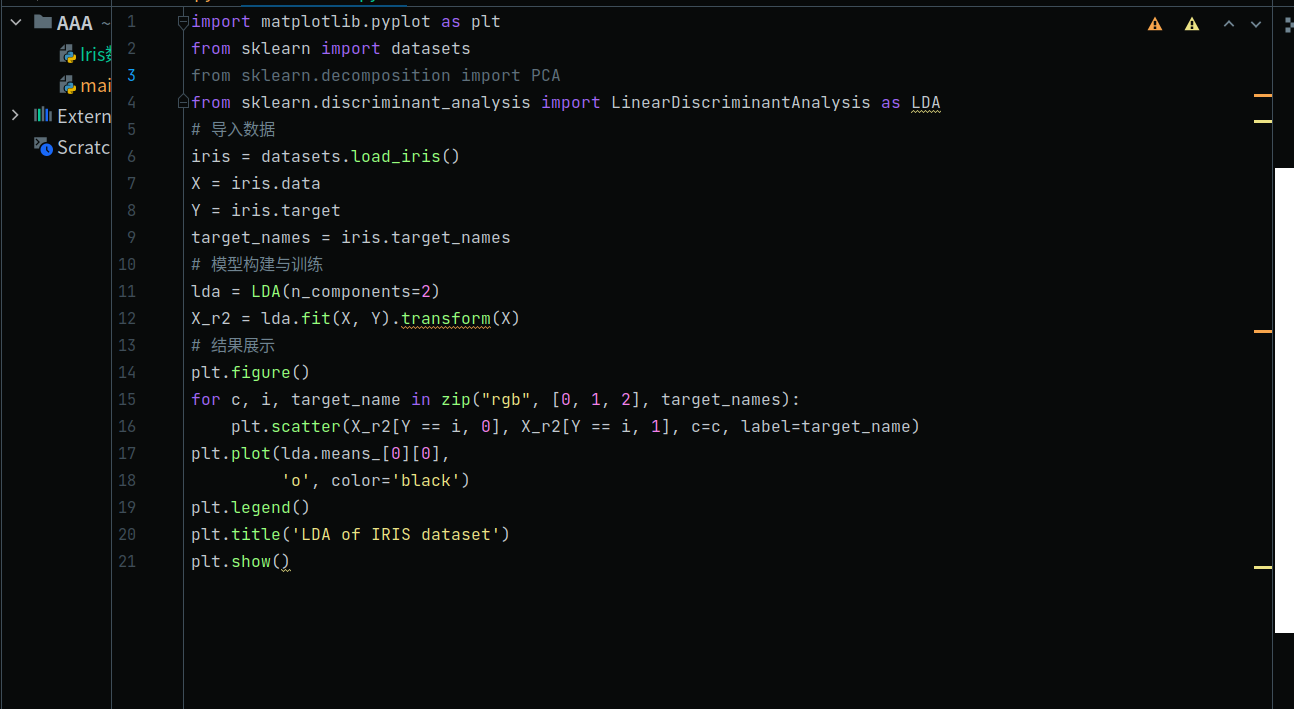 AAA ~
Iris数
mai
Extern
Scratc
1 import matplotlib.pyplot as plt
2 from sklearn import datasets
3 from sklearn.decomposition import PCA
4 from sklearn.discriminant_analysis import LinearDiscriminantAnalysis as LDA
5 # 导入数据
6 iris = datasets.load_iris()
7 X = iris.data
8 Y = iris.target
9 target_names = iris.target_names
10 # 模型构建与训练
11 lda = LDA(n_components=2)
12 X_r2 = lda.fit(X, Y).transform(X)
13 # 结果展示
14 plt.figure()
15 for c, i, target_name in zip("rgb", [0, 1, 2], target_names):
16     plt.scatter(X_r2[Y == i, 0], X_r2[Y == i, 1], c=c, label=target_name)
17 plt.plot(lda.means_[0][0],
18          'o', color='black')
19 plt.legend()
20 plt.title('LDA of IRIS dataset')
21 plt.show()